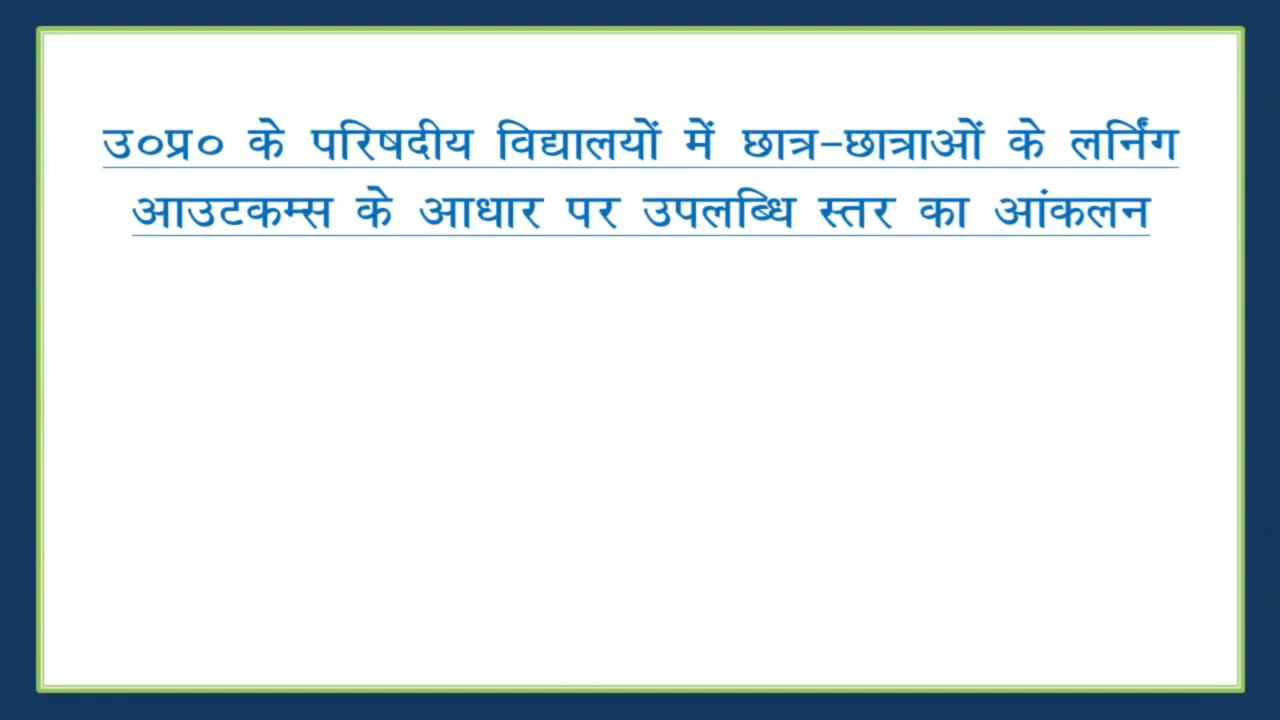 उ०प्र० के परिषदीय विद्यालयों में छात्र-छात्राओं के लर्निंग
आउटकम्स के आधार पर उपलब्धि स्तर का आंकलन